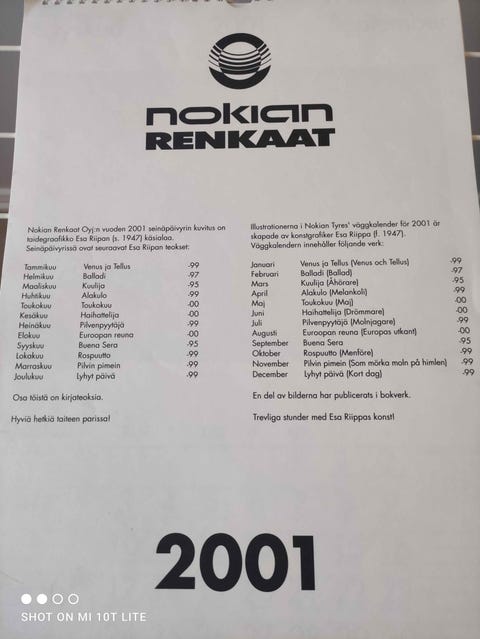 nokian
RENKAAT
Nokian Renkaat Oyj:n vuoden 2001 seinäpäivyrin kuvitus on
taidegraafikko Esa Riipan (s. 1947) käsialaa.
Seinäpäivyrissä ovat seuraavat Esa Riipan teokset:
Tammikuu Venus ja Tellus -99
Helmikuu Balladi -97
Maaliskuu Kuulija -95
Huhtikuu Alakulo -99
Toukokuu Toukokuu -00
Kesäkuu Haihattelija -00
Heinäkuu Pilvenpyytäjä -99
Elokuu Euroopan reuna -00
Syyskuu Buena Sera -95
Lokakuu Rospuutto -99
Marraskuu Pilvin pimein -99
Joulukuu Lyhyt päivä -99
Osa töistä on kirjateoksia.
Hyviä hetkiä taiteen parissa!
Illustrationerna i Nokian Tyres' väggkalender för 2001 är
skapade av konstgrafiker Esa Riippa (f. 1947).
Väggkalendern innehåller följande verk:
Januari Venus ja Tellus (Venus och Tellus) -99
Februari Balladi (Ballad) -97
Mars Kuulija (Åhörare) -95
April Alakulo (Melankoli) -99
Maj Toukokuu (Maj) -00
Juni Haihattelija (Drömmare) -00
Juli Pilvenpyytäjä (Molnjagare) -99
Augusti Euroopan reuna (Europas utkant) -00
September Buena Sera -95
Oktober Rospuutto (Menföre) -99
November Pilvin pimein (Som mörka moln på himlen) -99
December Lyhyt päivä (Kort dag) -99
En del av bilderna har publicerats i bokverk.
Trevliga stunder med Esa Riippas konst!
2001
SHOT ON MI 10T LITE